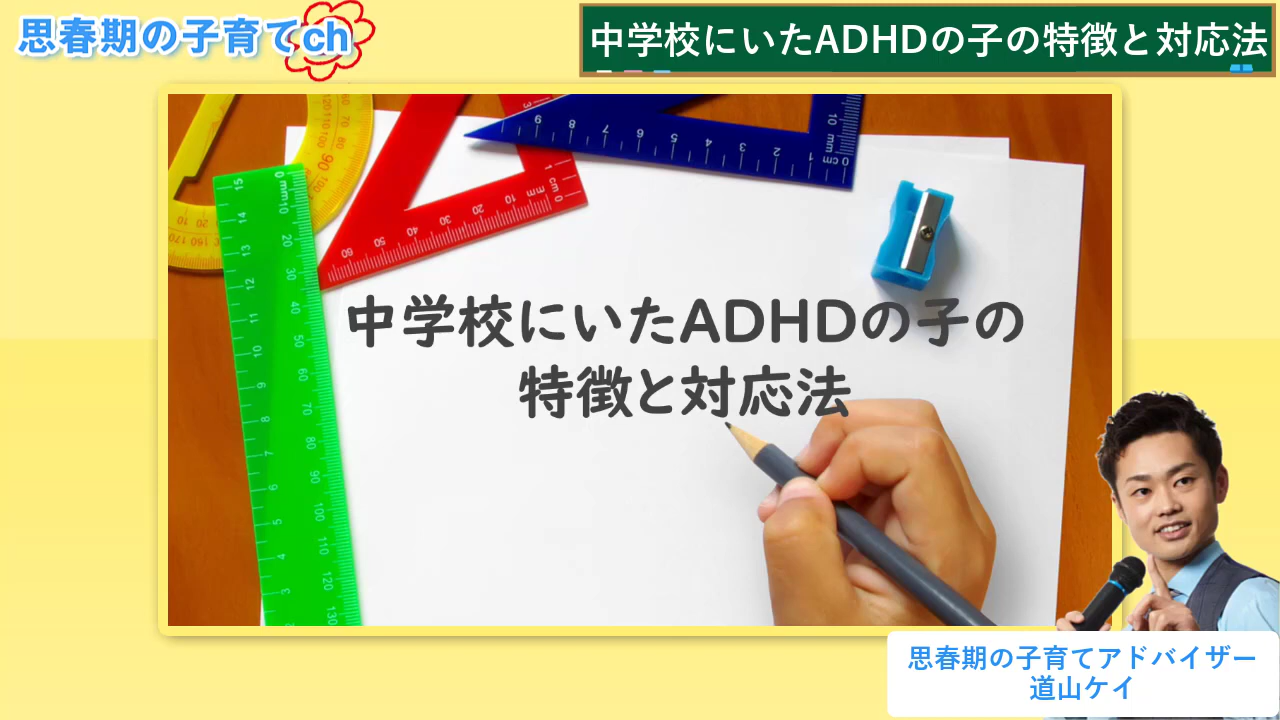 思春期の子育てch
中学校にいたADHDの子の特徴と対応法
中学校にいたADHDの子の
特徴と対応法
思春期の子育てアドバイザー
道山ケイ